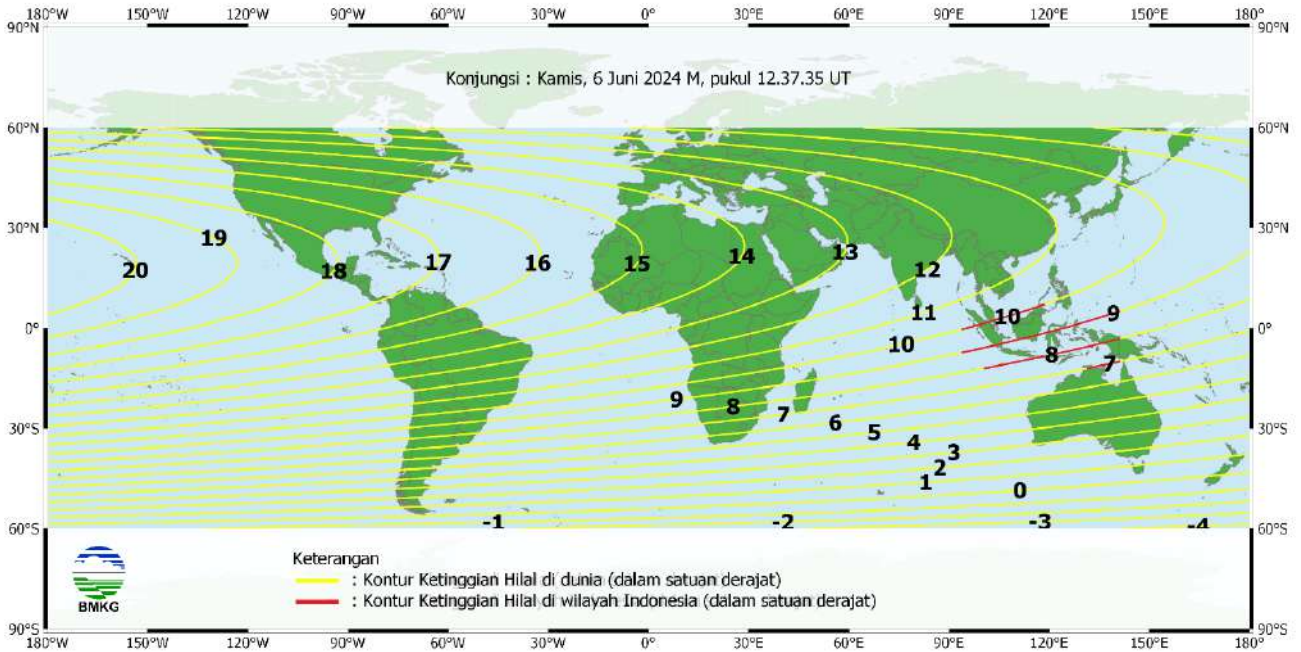 180°W 150°W 120°W 90°W 60°W 30°W 0° 30°E 60°E 90°E 120°E 150°E 180°
90°N 90°N
Konjungsi : Kamis, 6 Juni 2024 M, pukul 12.37.35 UT
60°N 60°N
30°N 30°N
20 19 18 17 16 15 14 13 12
11 10 9
0° 0°
10 8 7
9 8 7 6 5 4 3 2 1 0
30°S 30°S
-1 -2 -3 -4
60°S 60°S
Keterangan
: Kontur Ketinggian Hilal di dunia (dalam satuan derajat)
: Kontur Ketinggian Hilal di wilayah Indonesia (dalam satuan derajat)
BMKG
90°S 90°S
180°W 150°W 120°W 90°W 60°W 30°W 0° 30°E 60°E 90°E 120°E 150°E 180°